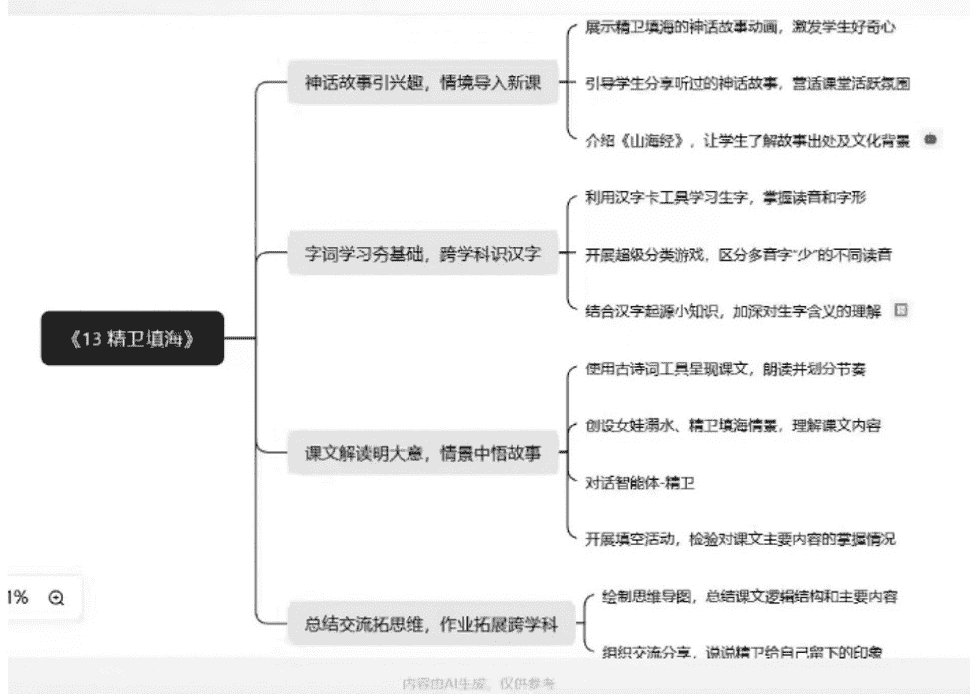 展示精卫填海的神话故事动画，激发学生好奇心
神话故事引兴趣，情境导入新课
引导学生分享听过的神话故事，营适课堂活跃氛围
介绍《山海经》，让学生了解故事出处及文化背景
利用汉字卡工具学习生字，掌握读音和字形
字词学习夯基础，跨学科识汉字
开展超级分类游戏，区分多音字“少”的不同读音
结合汉字起源小知识，加深对生字含义的理解
《13 精卫填海》
使用古诗词工具呈现课文，朗读并划分节奏
创设女娃溺水、精卫填海情景，理解课文内容
课文解读明大意，情景中悟故事
对话智能体-精卫
开展填空活动，检验对课文主要内容的掌握情况
1%
绘制思维导图，总结课文逻辑结构和主要内容
总结交流拓思维，作业拓展跨学科
组织交流分享，说说精卫给自己留下的印象
内容由AI生成，仅供参考